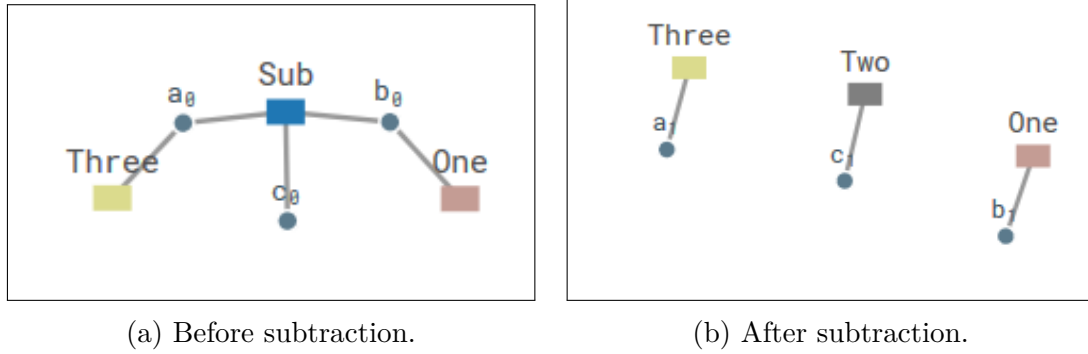 Sub
a₀
b₀
Three
One
c₀
(a) Before subtraction.
Three
Two
One
a₁
c₁
b₁
(b) After subtraction.